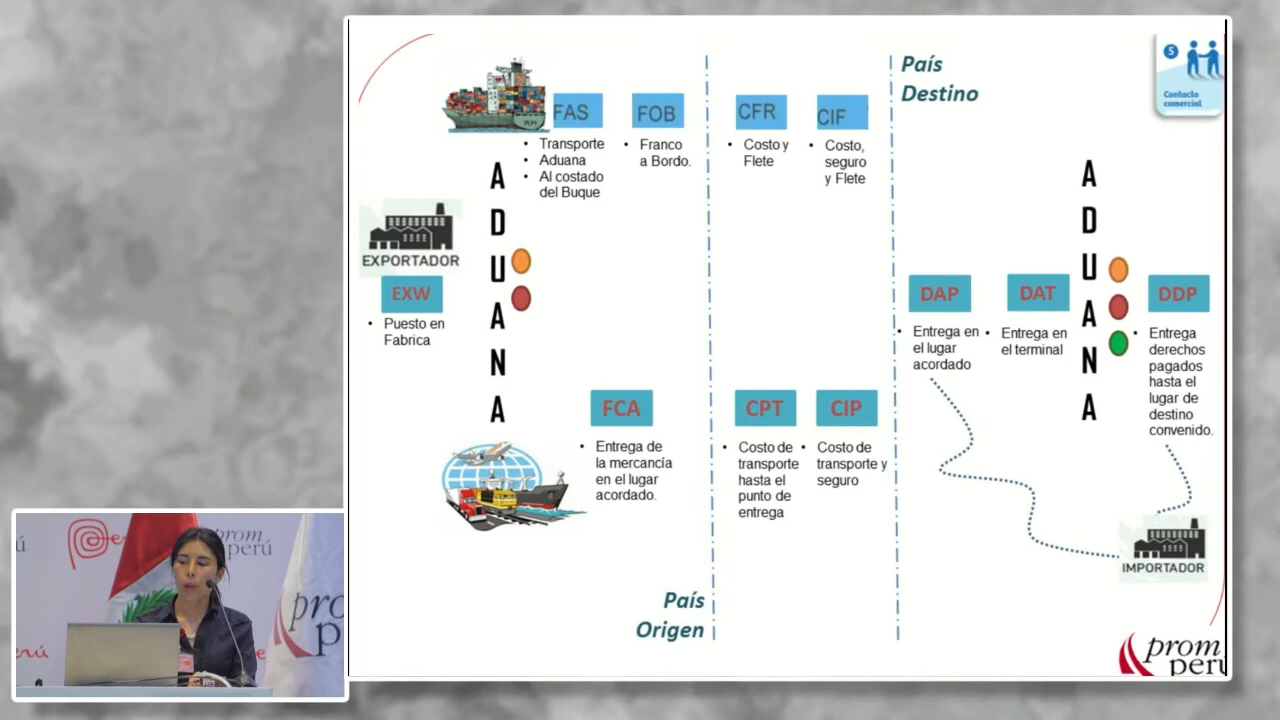 País
Destino
S
Contacto
comercial
FAS
FOB
CFR
CIF
• Transporte
• Aduana
• Al costado
del Buque
• Franco
a Bordo.
• Costo y
Flete
• Costo,
seguro
y Flete
A
D
U
A
N
A
EXPORTADOR
EXW
• Puesto en
Fabrica
FCA
• Entrega de
la mercancía
en el lugar
acordado.
CPT
• Costo de
transporte
hasta el
punto de
entrega
CIP
• Costo de
transporte y
seguro
DAP
• Entrega en
el lugar
acordado
DAT
• Entrega en
el terminal
A
D
U
A
N
A
DDP
• Entrega
derechos
pagados
hasta el
lugar de
destino
convenido.
IMPORTADOR
País
Origen
prom
perú
prom
perú